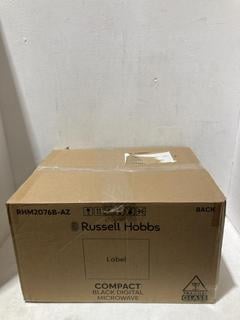 RHM2076B-AZ
BACK
Russell Hobbs
Label
COMPACT
BLACK DIGITAL
MICROWAVE
GLASS